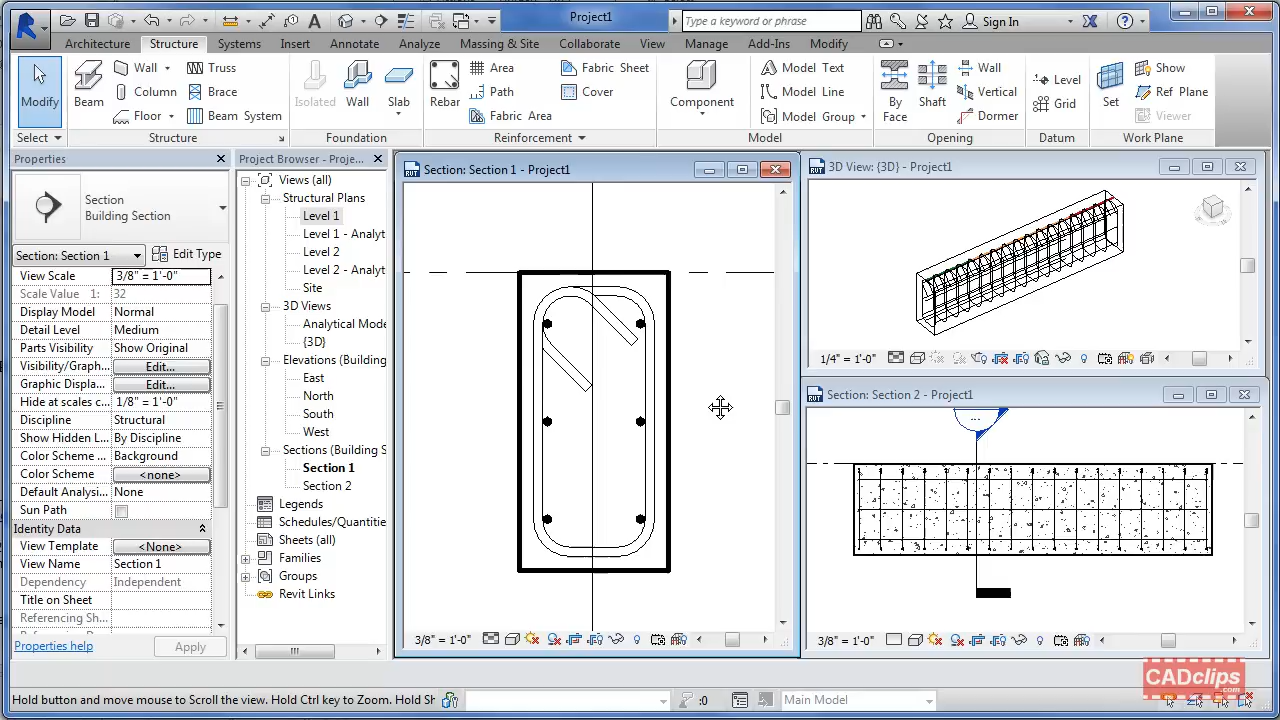 Project1
Type a keyword or phrase
Sign In
Architecture
Structure
Systems
Insert
Annotate
Analyze
Massing & Site
Collaborate
View
Manage
Add-Ins
Modify
Modify
Select
Beam
Wall
Column
Floor
Truss
Brace
Beam System
Structure
Isolated
Wall
Slab
Foundation
Rebar
Area
Path
Fabric Area
Fabric Sheet
Cover
Reinforcement
Component
Model Text
Model Line
Model Group
Model
By
Face
Shaft
Wall
Vertical
Dormer
Opening
Level
Grid
Datum
Set
Show
Ref Plane
Viewer
Work Plane
Properties
Section
Building Section
Section: Section 1
Edit Type
View Scale 3/8" = 1'-0"
Scale Value 1: 32
Display Model Normal
Detail Level Medium
Parts Visibility Show Original
Visibility/Graph... Edit...
Graphic Displa... Edit...
Hide at scales c... 1/8" = 1'-0"
Discipline Structural
Show Hidden L... By Discipline
Color Scheme ... Background
Color Scheme <none>
Default Analysi... None
Sun Path
Identity Data
View Template <None>
View Name Section 1
Dependency Independent
Title on Sheet
Referencing Sh...
Properties help
Apply
Project Browser - Proje...
Views (all)
Structural Plans
Level 1
Level 1 - Analyt
Level 2
Level 2 - Analyt
Site
3D Views
Analytical Mode
{3D}
Elevations (Building
East
North
South
West
Sections (Building S
Section 1
Section 2
Legends
Schedules/Quantitie
Sheets (all)
Families
Groups
Revit Links
Section: Section 1 - Project1
3/8" = 1'-0"
3D View: {3D} - Project1
1/4" = 1'-0"
Section: Section 2 - Project1
3/8" = 1'-0"
CADclips
.com
Hold button and move mouse to Scroll the view. Hold Ctrl key to Zoom. Hold Sh
:0
Main Model